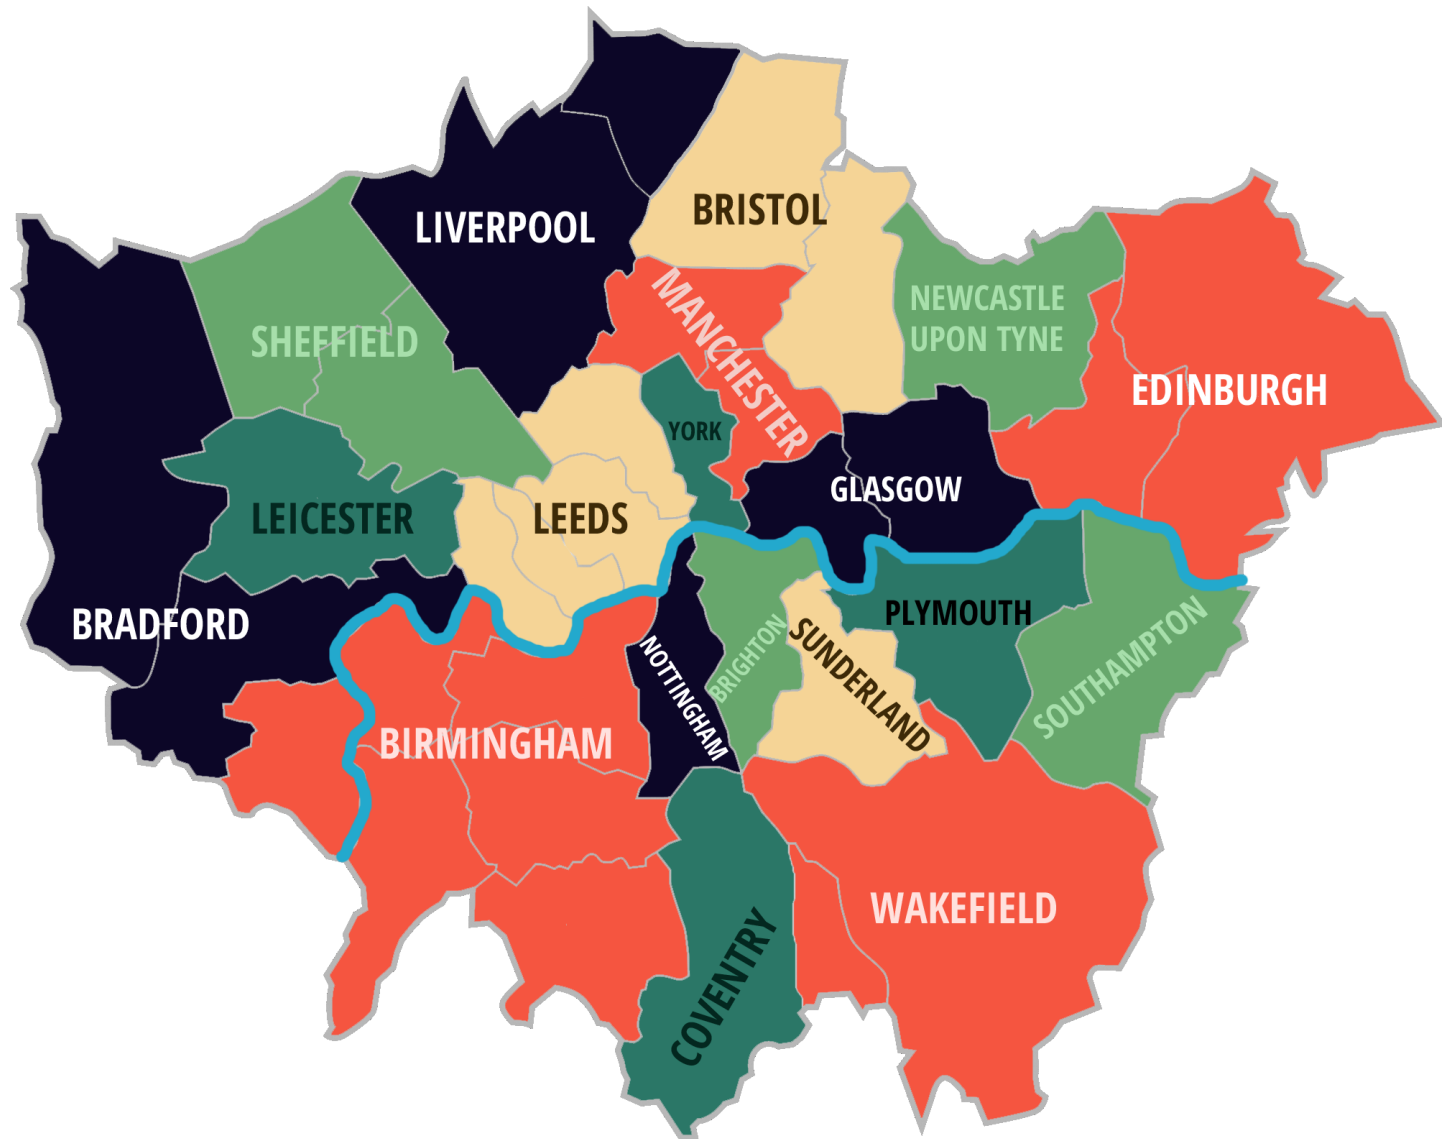 LIVERPOOL
BRISTOL
MANCHESTER
NEWCASTLE
UPON TYNE
SHEFFIELD
EDINBURGH
YORK
GLASGOW
LEICESTER
LEEDS
BRADFORD
NOTTINGHAM
BRIGHTON
SUNDERLAND
PLYMOUTH
SOUTHAMPTON
BIRMINGHAM
WAKEFIELD
COVENTRY